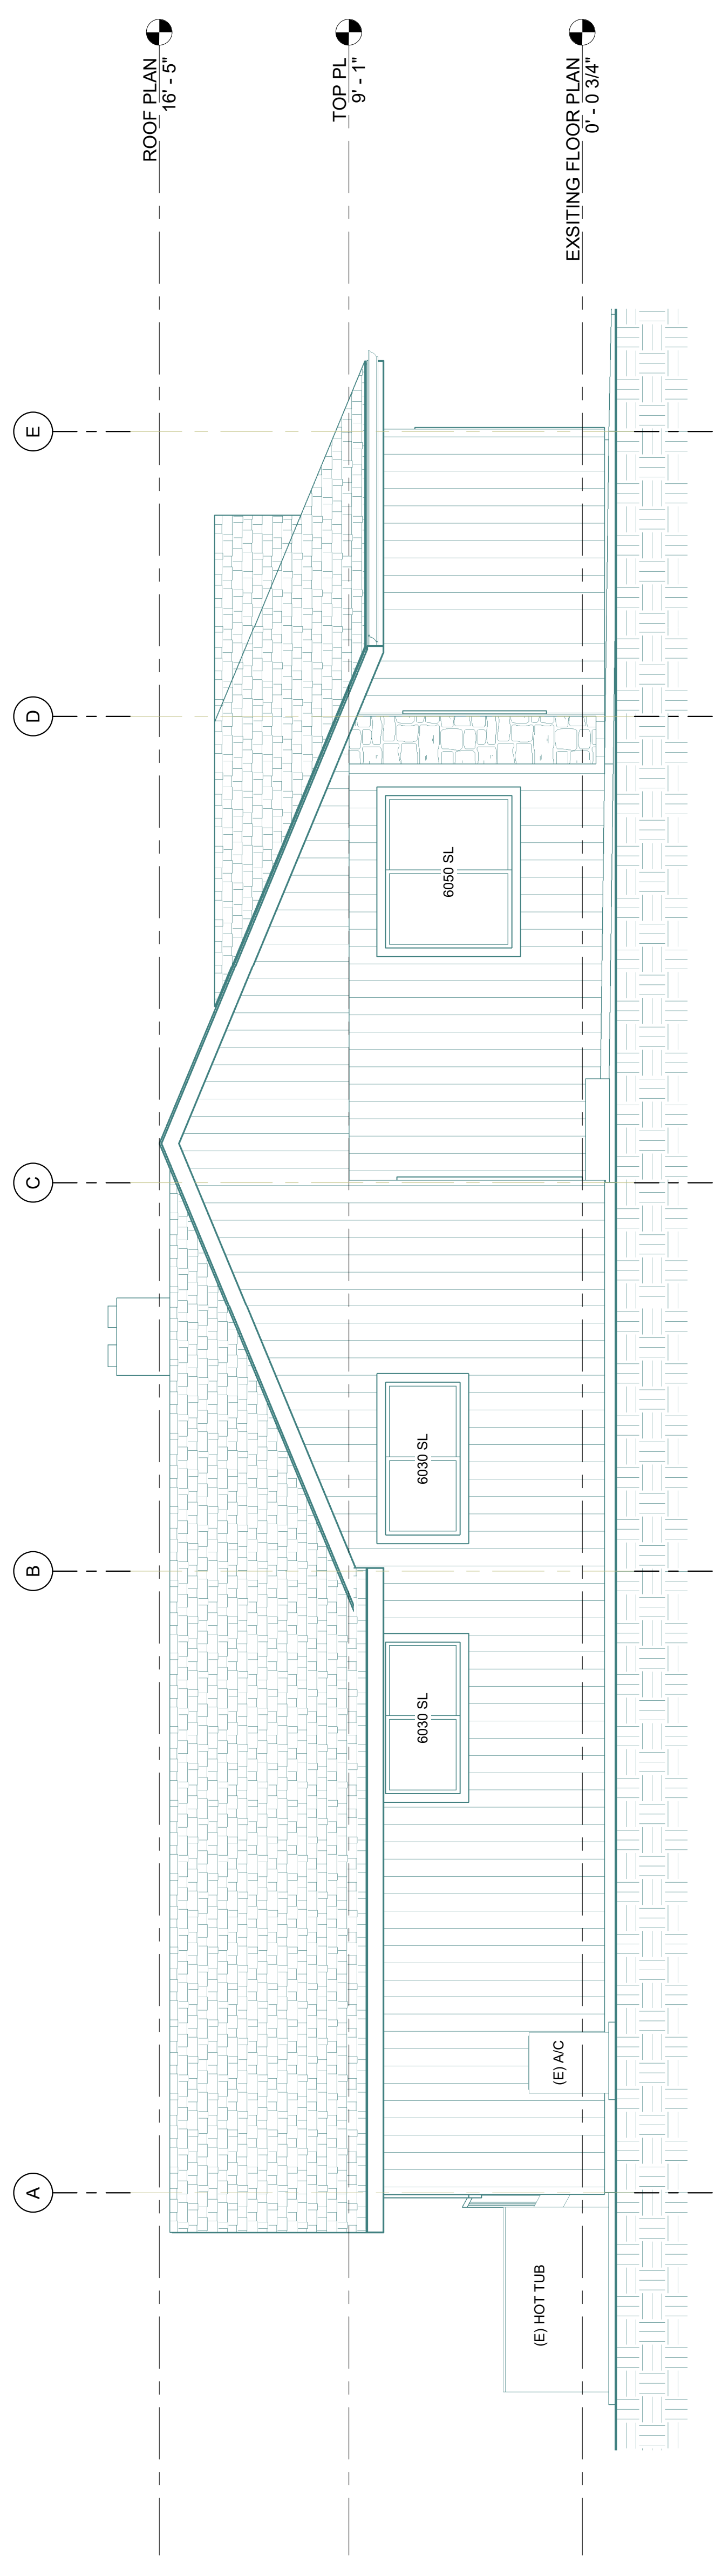 A
B
C
D
E
ROOF PLAN
16' - 5"
TOP PL
9' - 1"
EXSITING FLOOR PLAN
0' - 0 3/4"
6030 SL
6030 SL
6050 SL
(E) HOT TUB
(E) A/C